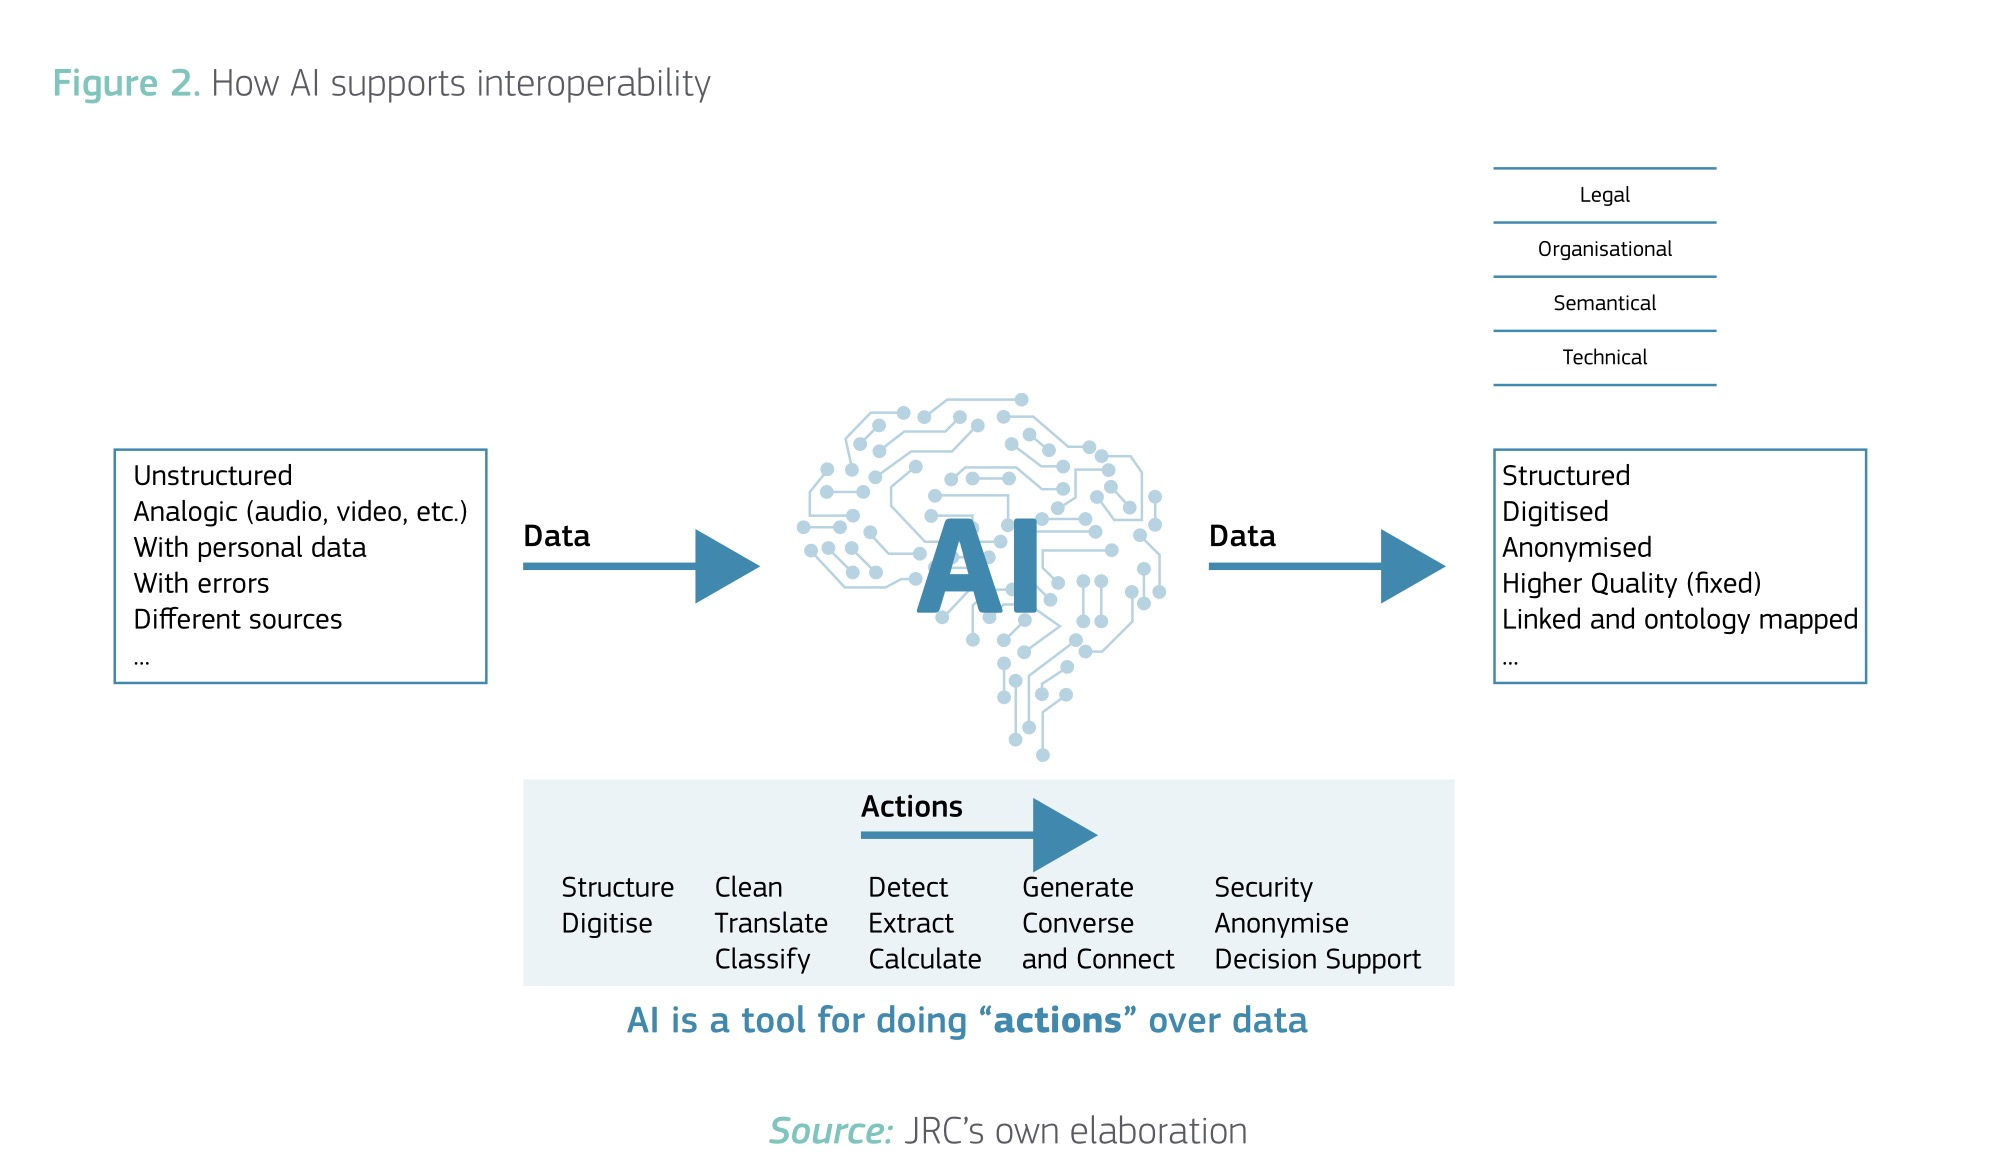 Figure 2. How AI supports interoperability
Legal
Organisational
Semantical
Technical
Unstructured
Analogic (audio, video, etc.)
With personal data
With errors
Different sources
...
Data
AI
Data
Structured
Digitised
Anonymised
Higher Quality (fixed)
Linked and ontology mapped
...
Actions
Structure
Digitise
Clean
Translate
Classify
Detect
Extract
Calculate
Generate
Converse
and Connect
Security
Anonymise
Decision Support
AI is a tool for doing “actions” over data
Source: JRC’s own elaboration